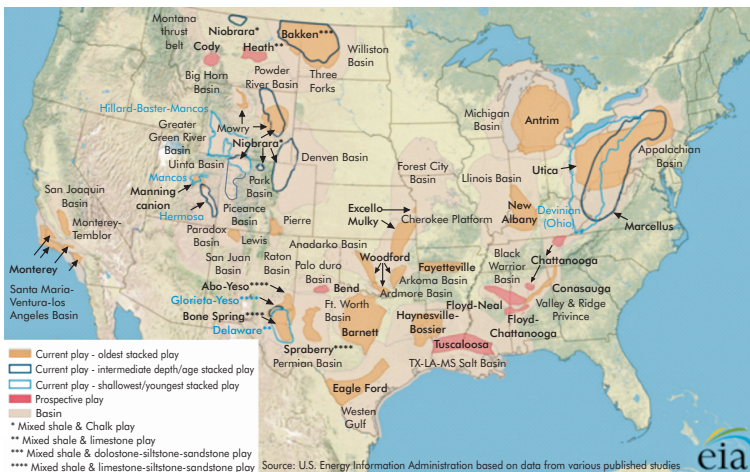 Montana
thrust
belt
Niobrara*
Cody
Heath**
Bakken***
Williston
Basin
Three
Forks
Big Horn
Basin
Powder
River Basin
Hillard-Baster-Mancos
Mowry
Greater
Green River
Basin
Niobrara*
Uinta Basin
Denven Basin
Mancos
Manning
canion
Park
Basin
Hermosa
Piceance
Basin
San Joaquin
Basin
Monterey-
Temblor
Monterey
Santa Maria-
Ventura-los
Angeles Basin
Paradox
Basin
Lewis
San Juan
Basin
Pierre
Raton
Basin
Anadarko Basin
Palo duro
Basin
Abo-Yeso****
Glorieta-Yeso****
Bone Spring****
Delaware**
Bend
Ft. Worth
Basin
Barnett
Spraberry****
Permian Basin
Eagle Ford
Westen
Gulf
Forest City
Basin
Excello
Mulky
Cherokee Platform
Woodford
Fayetteville
Arkoma Basin
Ardmore Basin
Haynesville-
Bossier
Tuscaloosa
TX-LA-MS Salt Basin
Michigan
Basin
Antrim
Llinois Basin
New
Albany
Utica
Appalachian
Basin
Devinian
(Ohio)
Marcellus
Black
Warrior
Basin
Chattanooga
Floyd-Neal
Floyd-
Chattanooga
Conasauga
Valley & Ridge
Privince
Current play - oldest stacked play
Current play - intermediate depth/age stacked play
Current play - shallowest/youngest stacked play
Prospective play
Basin
* Mixed shale & Chalk play
** Mixed shale & limestone play
*** Mixed shale & dolostone-siltstone-sandstone play
**** Mixed shale & limestone-siltstone-sandstone play
Source: U.S. Energy Information Administration based on data from various published studies
eia